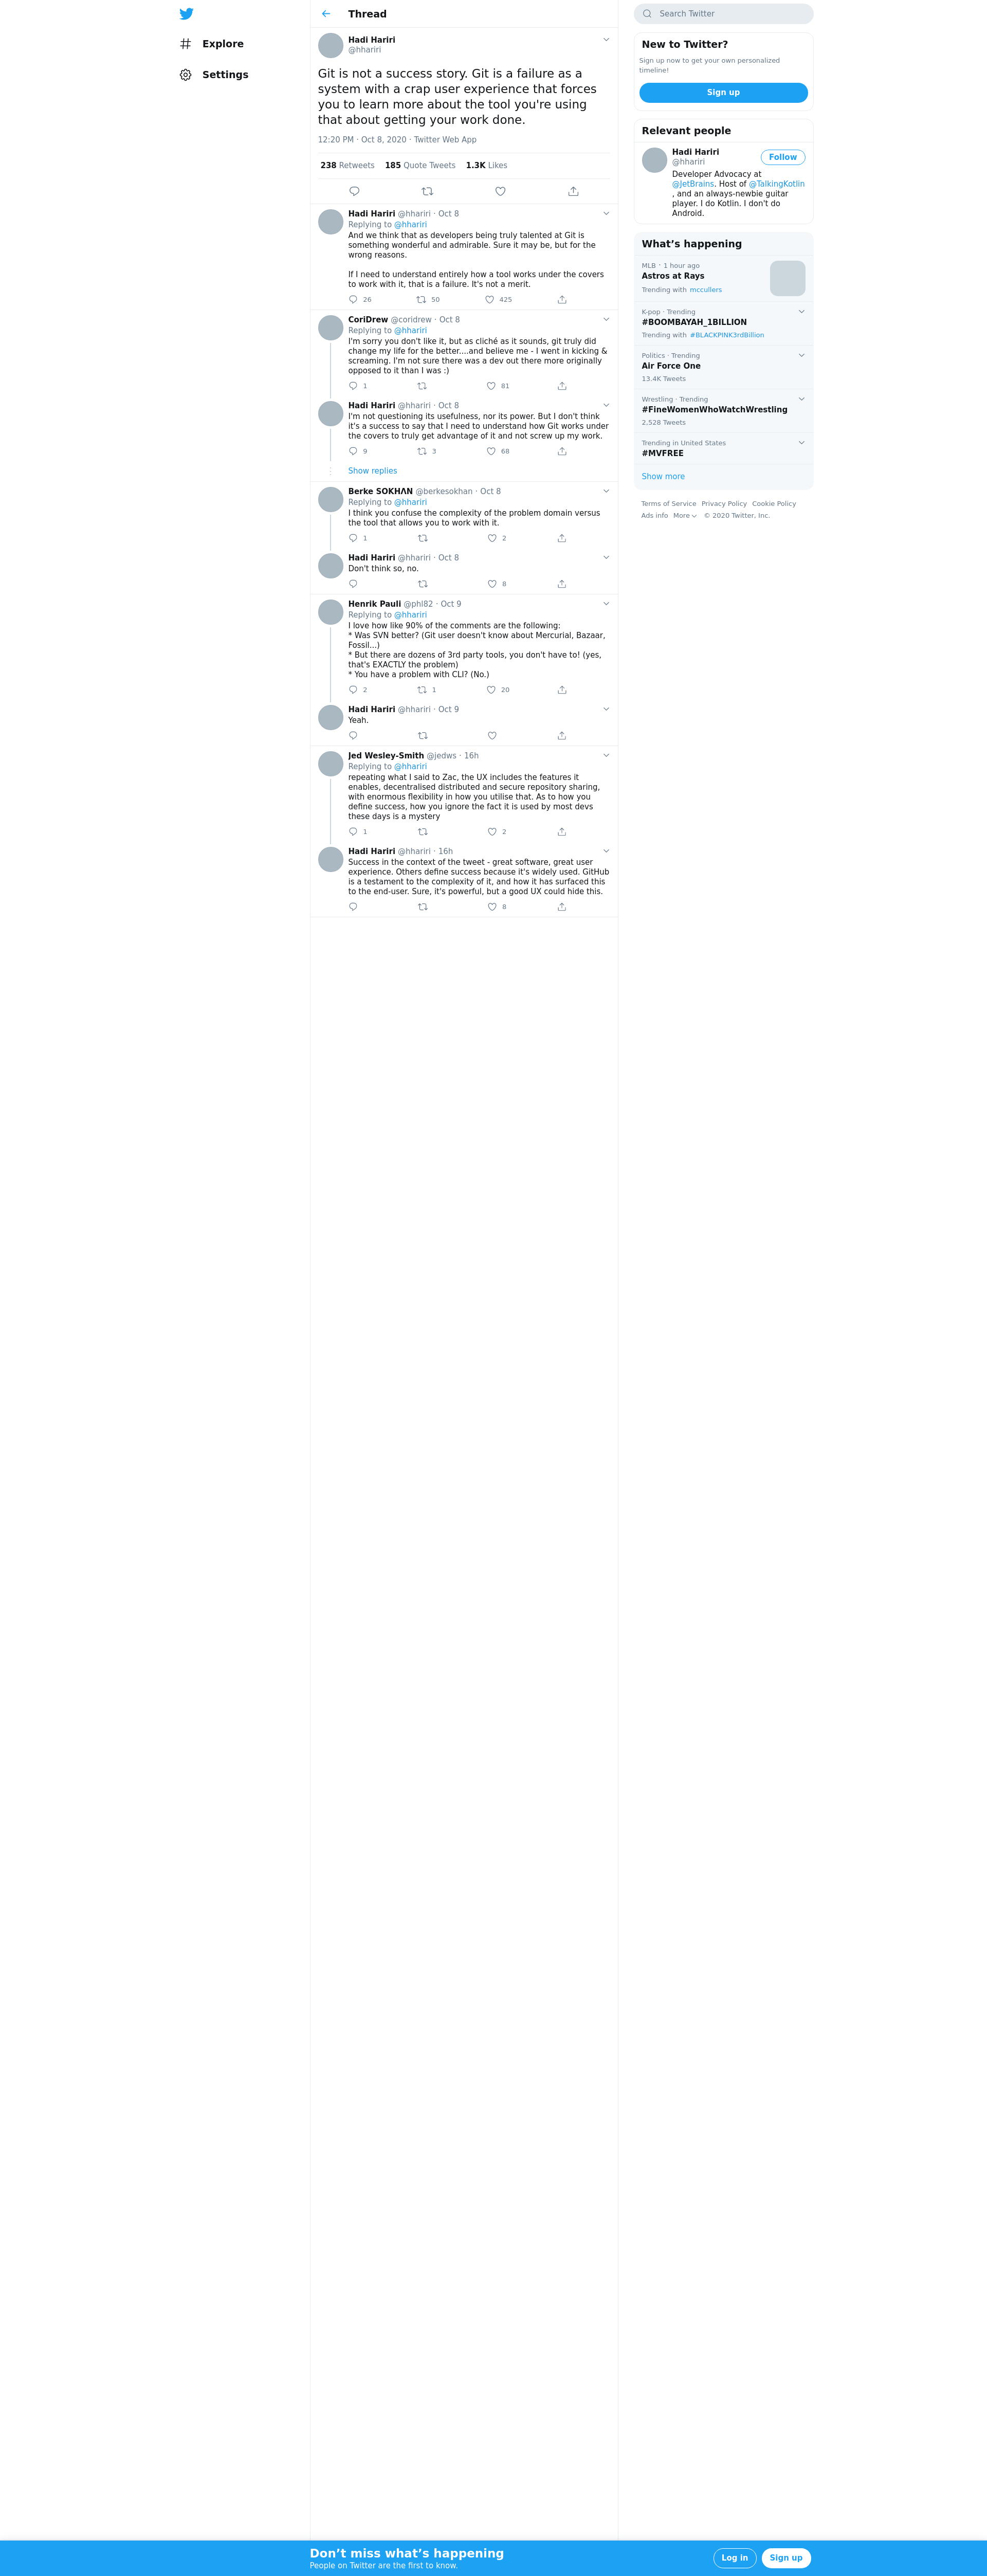 Explore
Settings
Thread
Hadi Hariri
@hhariri
Git is not a success story. Git is a failure as a
system with a crap user experience that forces
you to learn more about the tool you're using
that about getting your work done.
12:20 PM · Oct 8, 2020 · Twitter Web App
238 Retweets 185 Quote Tweets 1.3K Likes
Hadi Hariri @hhariri · Oct 8
Replying to @hhariri
And we think that as developers being truly talented at Git is
something wonderful and admirable. Sure it may be, but for the
wrong reasons.
If I need to understand entirely how a tool works under the covers
to work with it, that is a failure. It's not a merit.
26 50 425
CoriDrew @coridrew · Oct 8
Replying to @hhariri
I'm sorry you don't like it, but as cliché as it sounds, git truly did
change my life for the better....and believe me - I went in kicking &
screaming. I'm not sure there was a dev out there more originally
opposed to it than I was :)
1 81
Hadi Hariri @hhariri · Oct 8
I'm not questioning its usefulness, nor its power. But I don't think
it's a success to say that I need to understand how Git works under
the covers to truly get advantage of it and not screw up my work.
9 3 68
Show replies
Berke SOKHΛN @berkesokhan · Oct 8
Replying to @hhariri
I think you confuse the complexity of the problem domain versus
the tool that allows you to work with it.
1 2
Hadi Hariri @hhariri · Oct 8
Don't think so, no.
8
Henrik Pauli @phl82 · Oct 9
Replying to @hhariri
I love how like 90% of the comments are the following:
* Was SVN better? (Git user doesn't know about Mercurial, Bazaar,
Fossil...)
* But there are dozens of 3rd party tools, you don't have to! (yes,
that's EXACTLY the problem)
* You have a problem with CLI? (No.)
2 1 20
Hadi Hariri @hhariri · Oct 9
Yeah.
Jed Wesley-Smith @jedws · 16h
Replying to @hhariri
repeating what I said to Zac, the UX includes the features it
enables, decentralised distributed and secure repository sharing,
with enormous flexibility in how you utilise that. As to how you
define success, how you ignore the fact it is used by most devs
these days is a mystery
1 2
Hadi Hariri @hhariri · 16h
Success in the context of the tweet - great software, great user
experience. Others define success because it's widely used. GitHub
is a testament to the complexity of it, and how it has surfaced this
to the end-user. Sure, it's powerful, but a good UX could hide this.
8
Search Twitter
New to Twitter?
Sign up now to get your own personalized
timeline!
Sign up
Relevant people
Hadi Hariri
@hhariri
Follow
Developer Advocacy at
@JetBrains. Host of @TalkingKotlin
, and an always-newbie guitar
player. I do Kotlin. I don't do
Android.
What's happening
MLB · 1 hour ago
Astros at Rays
Trending with mccullers
K-pop · Trending
#BOOMBAYAH_1BILLION
Trending with #BLACKPINK3rdBillion
Politics · Trending
Air Force One
13.4K Tweets
Wrestling · Trending
#FineWomenWhoWatchWrestling
2,528 Tweets
Trending in United States
#MVFREE
Show more
Terms of Service Privacy Policy Cookie Policy
Ads info More © 2020 Twitter, Inc.
Don't miss what's happening
People on Twitter are the first to know.
Log in Sign up